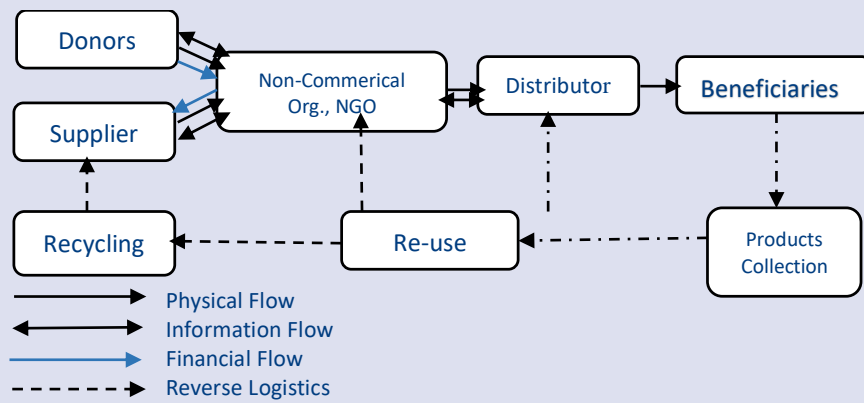 Donors
Non-Commerical
Org., NGO
Distributor
Beneficiaries
Supplier
Recycling
Re-use
Products
Collection
Physical Flow
Information Flow
Financial Flow
Reverse Logistics